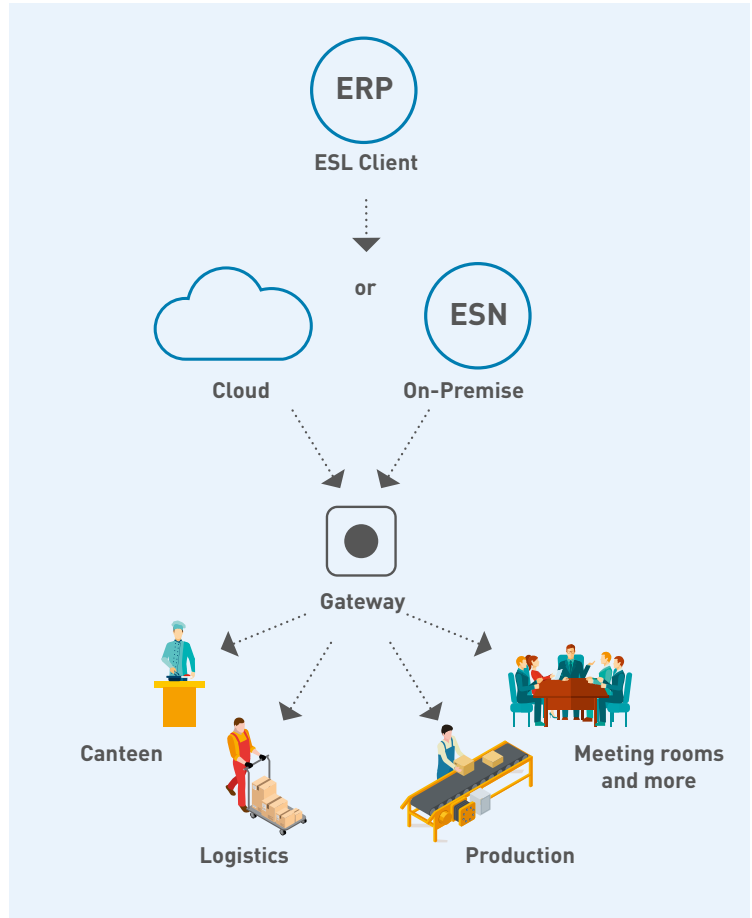 ERP
ESL Client
or
ESN
Cloud
On-Premise
Gateway
Canteen
Meeting rooms
and more
Logistics
Production